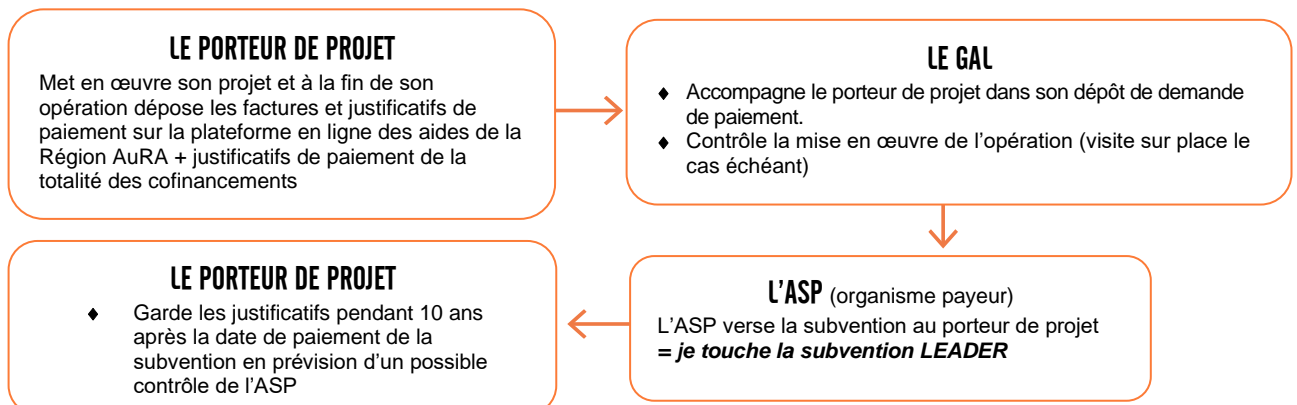 LE PORTEUR DE PROJET
Met en œuvre son projet et à la fin de son
opération dépose les factures et justificatifs de
paiement sur la plateforme en ligne des aides de la
Région AuRA + justificatifs de paiement de la
totalité des cofinancements
LE GAL
♦ Accompagne le porteur de projet dans son dépôt de demande
de paiement.
♦ Contrôle la mise en œuvre de l’opération (visite sur place le
cas échéant)
L’ASP (organisme payeur)
L’ASP verse la subvention au porteur de projet
= je touche la subvention LEADER
LE PORTEUR DE PROJET
♦ Garde les justificatifs pendant 10 ans
après la date de paiement de la
subvention en prévision d’un possible
contrôle de l’ASP